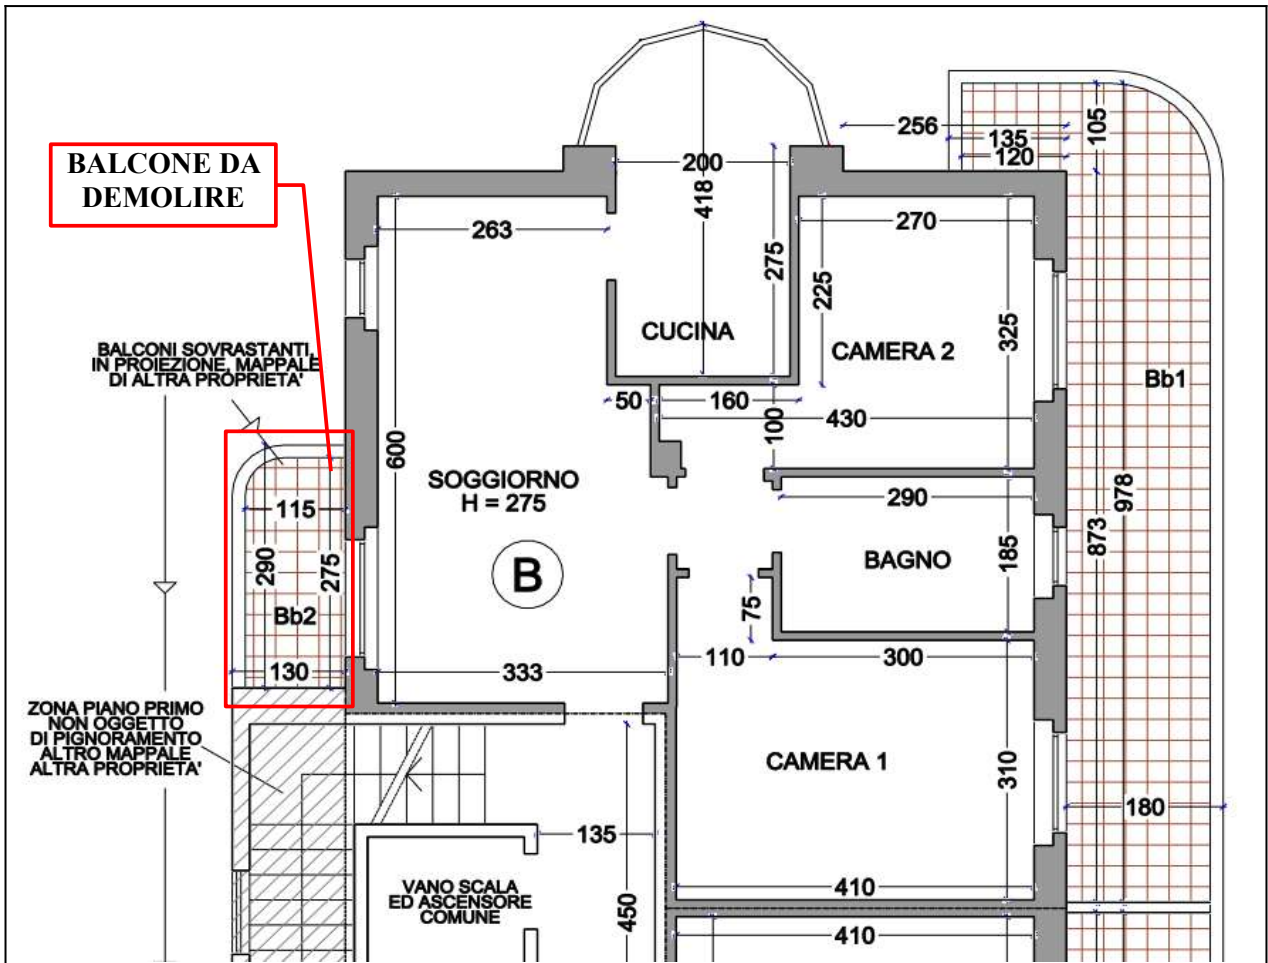 256
135
120
105
BALCONE DA
DEMOLIRE
200
418
263
270
275
225
325
CUCINA
CAMERA 2
BALCONI SOVRASTANTI,
IN PROIEZIONE, MAPPALE
DI ALTRA PROPRIETA'
Bb1
50
160
100
430
600
SOGGIORNO
H = 275
115
290
978
873
290
275
B
BAGNO
185
75
Bb2
130
333
110
300
ZONA PIANO PRIMO
NON OGGETTO
DI PIGNORAMENTO
ALTRO MAPPALE
ALTRA PROPRIETA'
CAMERA 1
310
180
135
VANO SCALA
ED ASCENSORE
COMUNE
450
410
410